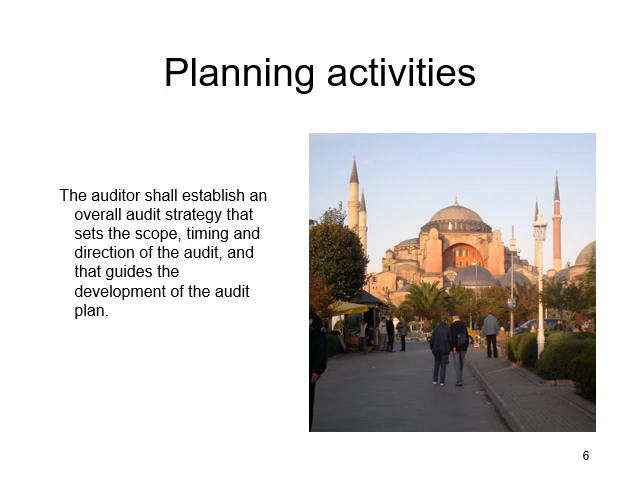 Planning activities
The auditor shall establish an
overall audit strategy that
sets the scope, timing and
direction of the audit, and
that guides the
development of the audit
plan.
6